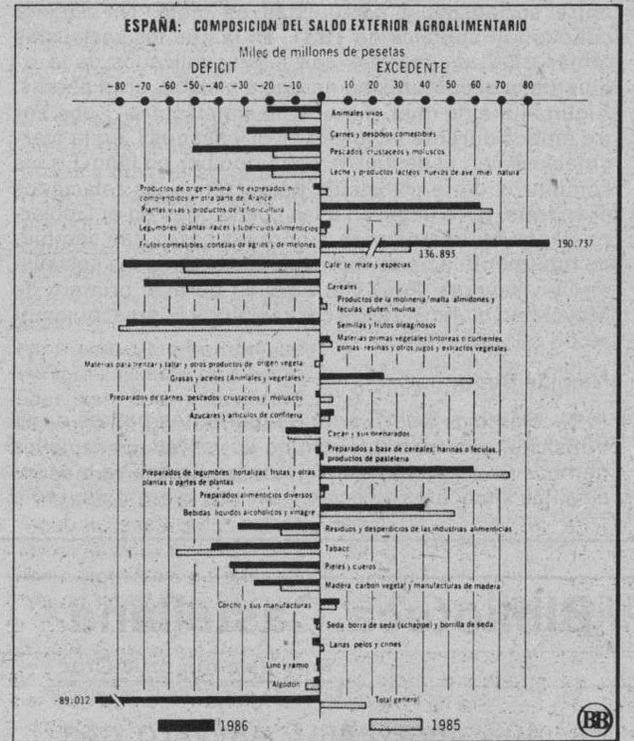 ESPAÑA: COMPOSICION DEL SALDO EXTERIOR AGROALIMENTARIO
Miles de millones de pesetas
DEFICIT EXCEDENTE
-80 -70 -60 -50 -40 -30 -20 -10 10 20 30 40 50 60 70 80
Animales vivos
Carnes y despojos comestibles
Pescados, crustaceos y moluscos
Leche y productos lacteos, huevos de ave, miel natural
Productos de origen animal no expresados ni
comprendidos en otra parte de Arance
Plantas vivas y productos de la floricultura
Legumbres, plantas, raices y tuberculos alimenticios
Frutos comestibles, cortezas de agrios y de melones
190.737
136.893
Café, te, mate y especias
Cereales
Productos de la molineria, malta, almidones y
feculas, gluten, inulina
Semillas y frutos oleaginosos
Materias primas vegetales tintoreas o curtientes,
gomas, resinas y otros jugos y extractos vegetales
Materias para trenzar y tallar y otros productos de origen vegetal
Grasas y aceites (Animales y vegetales)
Preparados de carnes, pescados, crustaceos y moluscos
Azucares y articulos de confiteria
Cacao y sus preparados
Preparados a base de cereales, harinas o feculas,
productos de pasteleria
Preparados de legumbres, hortalizas, frutas y otras
plantas o partes de plantas
Preparados alimenticios diversos
Bebidas, liquidos alcoholicos y vinagre
Residuos y desperdicios de las industrias alimenticias
Tabaco
Pieles y cueros
Madera, carbon vegetal y manufacturas de madera
Corcho y sus manufacturas
Seda, borra de seda (schappe) y borrilla de seda
Lanas, pelos y crines
Lino y ramio
Algodon
-89.012
Total general
1986 1985
BB